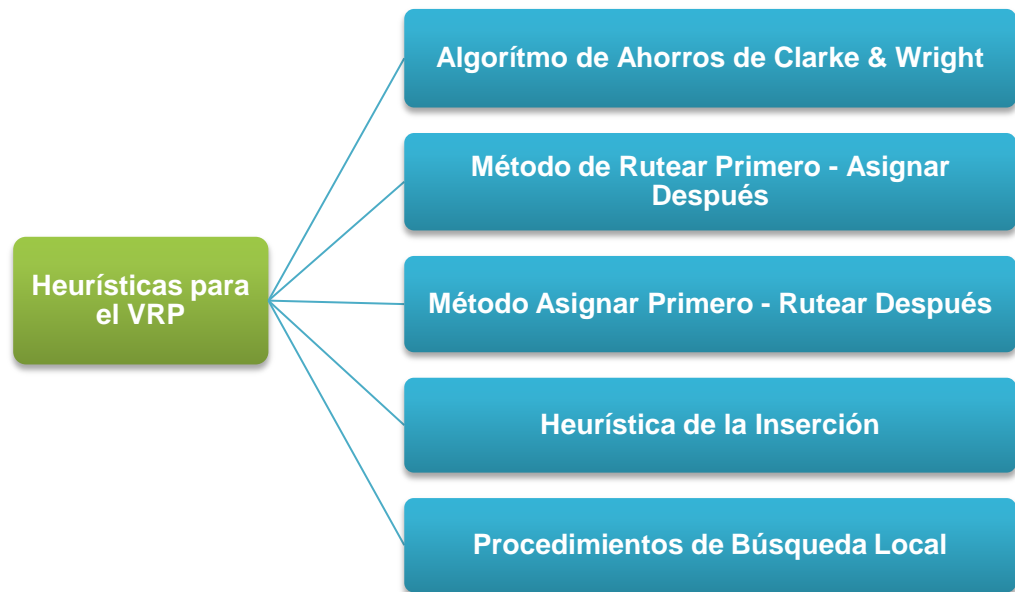 Algorítmo de Ahorros de Clarke & Wright
Método de Rutear Primero - Asignar
Después
Heurísticas para
el VRP
Método Asignar Primero - Rutear Después
Heurística de la Inserción
Procedimientos de Búsqueda Local